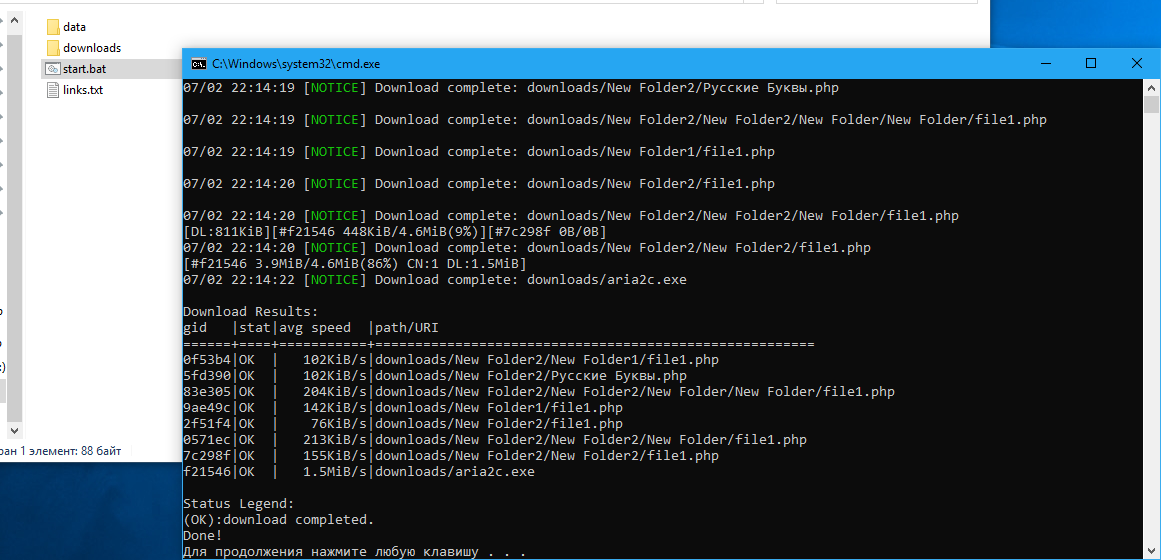 data
downloads
start.bat
links.txt
C:\Windows\system32\cmd.exe
07/02 22:14:19 [NOTICE] Download complete: downloads/New Folder2/Русские Буквы.php
07/02 22:14:19 [NOTICE] Download complete: downloads/New Folder2/New Folder2/New Folder/New Folder/file1.php
07/02 22:14:19 [NOTICE] Download complete: downloads/New Folder1/file1.php
07/02 22:14:20 [NOTICE] Download complete: downloads/New Folder2/file1.php
07/02 22:14:20 [NOTICE] Download complete: downloads/New Folder2/New Folder2/New Folder/file1.php
[DL:811KiB][#f21546 448KiB/4.6MiB(9%)][#7c298f 0B/0B]
07/02 22:14:20 [NOTICE] Download complete: downloads/New Folder2/New Folder2/file1.php
[#f21546 3.9MiB/4.6MiB(86%) CN:1 DL:1.5MiB]
07/02 22:14:22 [NOTICE] Download complete: downloads/aria2c.exe
Download Results:
gid   |stat|avg speed  |path/URI
======+====+===========+=======================================================
0f53b4|OK  |   102KiB/s|downloads/New Folder2/New Folder1/file1.php
5fd390|OK  |   102KiB/s|downloads/New Folder2/Русские Буквы.php
83e305|OK  |   204KiB/s|downloads/New Folder2/New Folder2/New Folder/New Folder/file1.php
9ae49c|OK  |   142KiB/s|downloads/New Folder1/file1.php
2f51f4|OK  |    76KiB/s|downloads/New Folder2/file1.php
0571ec|OK  |   213KiB/s|downloads/New Folder2/New Folder2/New Folder/file1.php
7c298f|OK  |   155KiB/s|downloads/New Folder2/New Folder2/file1.php
f21546|OK  |   1.5MiB/s|downloads/aria2c.exe
Status Legend:
(OK):download completed.
Done!
Для продолжения нажмите любую клавишу . . .
ран 1 элемент: 88 байт